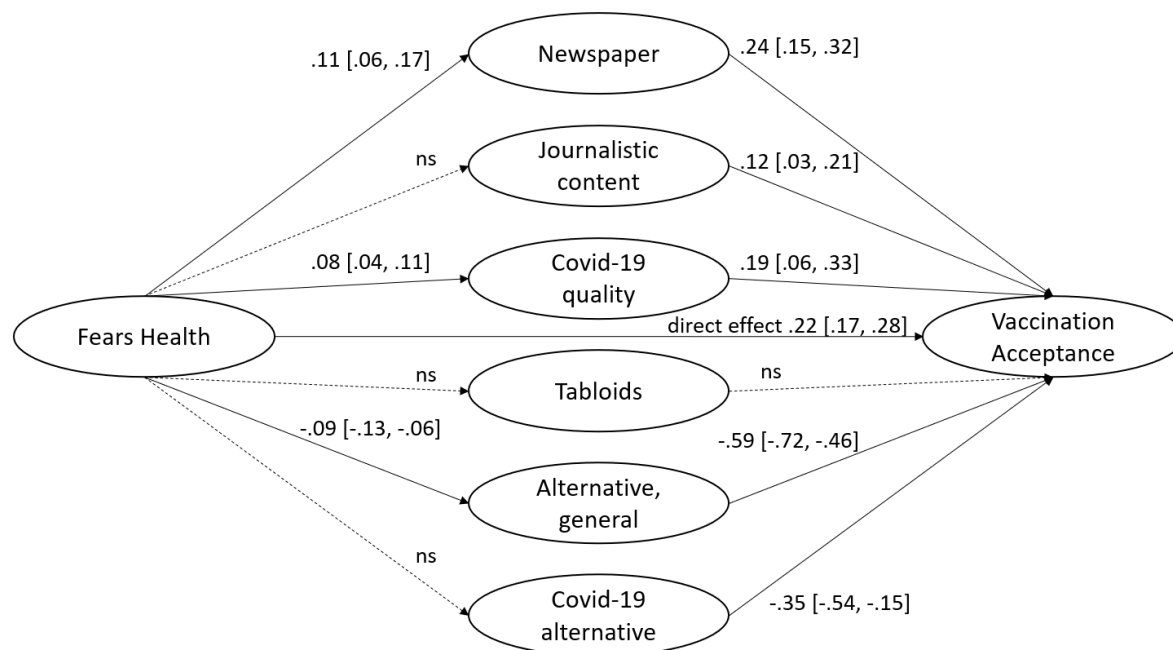 .11 [.06, .17]
Newspaper
.24 [.15, .32]
ns
Journalistic
content
.12 [.03, .21]
.08 [.04, .11]
Covid-19
quality
.19 [.06, .33]
Fears Health
direct effect .22 [.17, .28]
Vaccination
Acceptance
ns
Tabloids
ns
-.09 [-.13, -.06]
Alternative,
general
-.59 [-.72, -.46]
ns
Covid-19
alternative
-.35 [-.54, -.15]